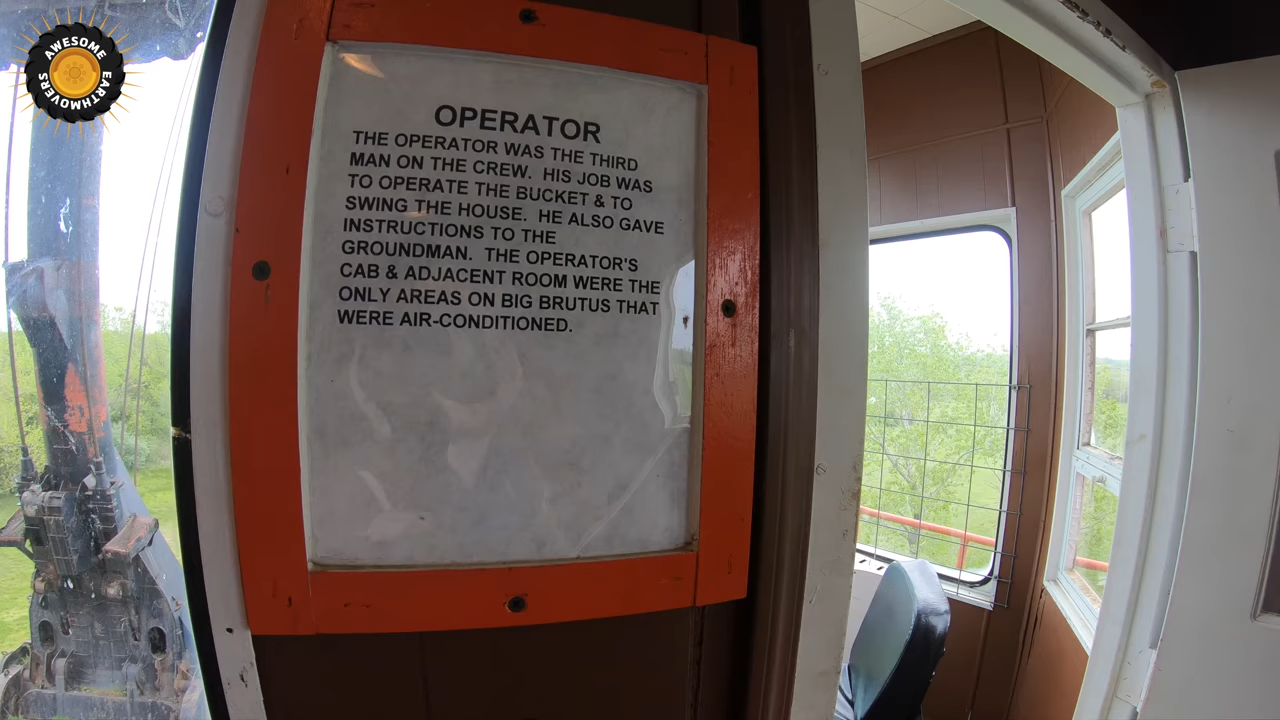 AWESOME
EARTHMOVERS
OPERATOR
THE OPERATOR WAS THE THIRD
MAN ON THE CREW. HIS JOB WAS
TO OPERATE THE BUCKET & TO
SWING THE HOUSE. HE ALSO GAVE
INSTRUCTIONS TO THE
GROUNDMAN. THE OPERATOR'S
CAB & ADJACENT ROOM WERE THE
ONLY AREAS ON BIG BRUTUS THAT
WERE AIR-CONDITIONED.